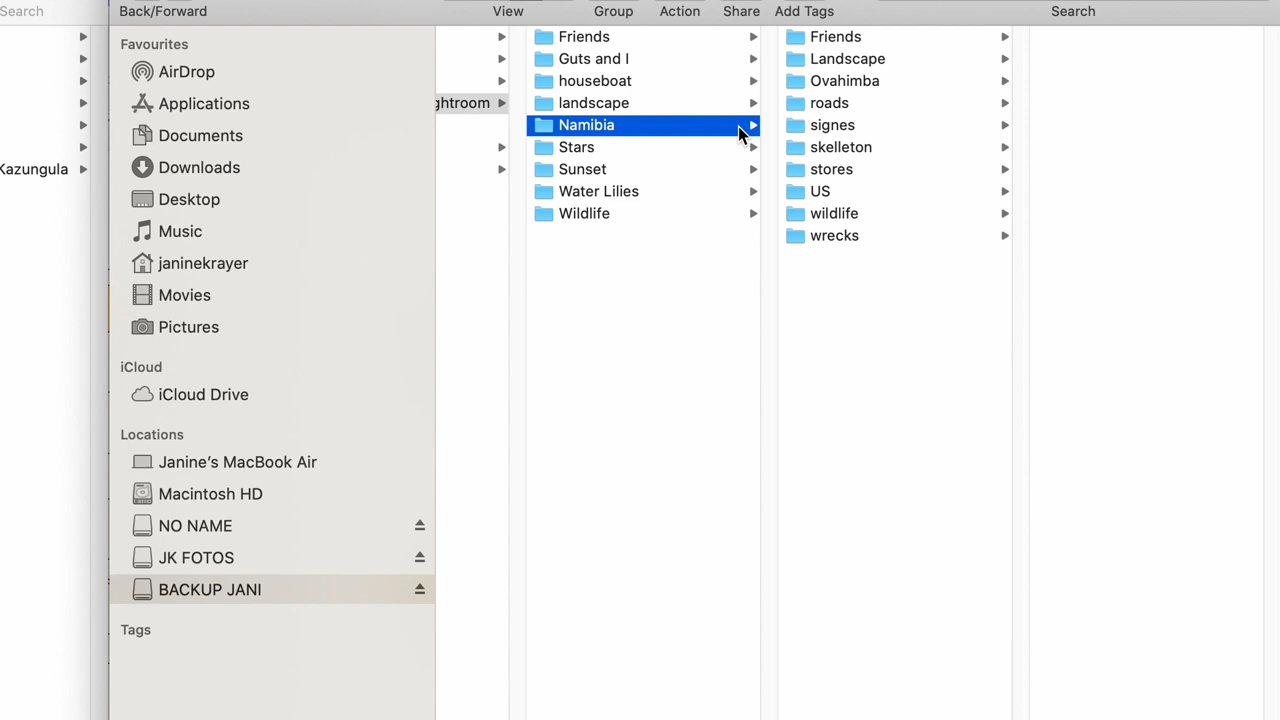 Search
Back/Forward View Group Action Share Add Tags Search
Kazungula
Favourites
AirDrop
Applications
Documents
Downloads
Desktop
Music
janinekrayer
Movies
Pictures
iCloud
iCloud Drive
Locations
Janine's MacBook Air
Macintosh HD
NO NAME
JK FOTOS
BACKUP JANI
Tags
ghtroom
Friends
Guts and I
houseboat
landscape
Namibia
Stars
Sunset
Water Lilies
Wildlife
Friends
Landscape
Ovahimba
roads
signes
skelleton
stores
US
wildlife
wrecks